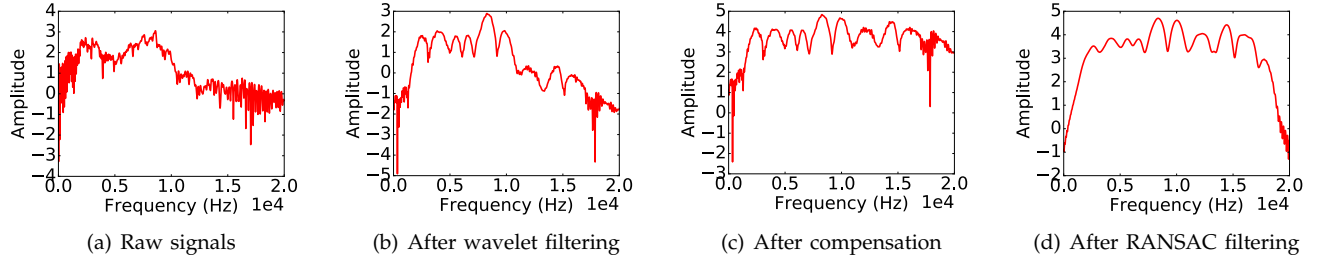 4
3
2
1
0
−1
−2
−3
−4
Amplitude
0.0 0.5 1.0 1.5 2.0
Frequency (Hz) 1e4
(a) Raw signals
3
2
1
0
−1
−2
−3
−4
−5
Amplitude
0.0 0.5 1.0 1.5 2.0
Frequency (Hz) 1e4
(b) After wavelet filtering
5
4
3
2
1
0
−1
−2
−3
Amplitude
0.0 0.5 1.0 1.5 2.0
Frequency (Hz) 1e4
(c) After compensation
5
4
3
2
1
0
−1
−2
Amplitude
0.0 0.5 1.0 1.5 2.0
Frequency (Hz) 1e4
(d) After RANSAC filtering